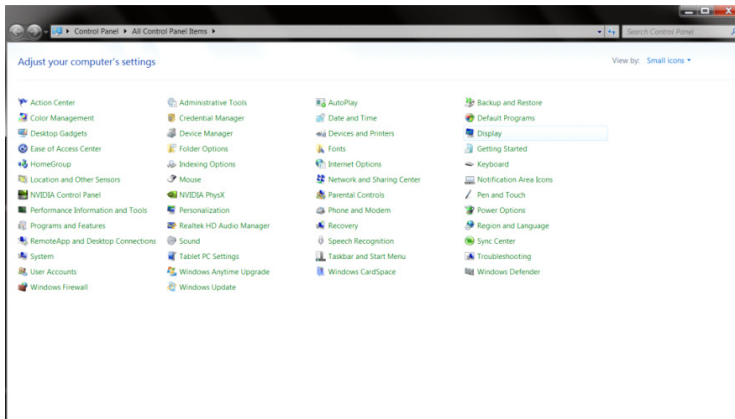 Control Panel ▸ All Control Panel Items ▸
Search Control Panel
Adjust your computer's settings
View by: Small icons
Action Center
Administrative Tools
AutoPlay
Backup and Restore
Color Management
Credential Manager
Date and Time
Default Programs
Desktop Gadgets
Device Manager
Devices and Printers
Display
Ease of Access Center
Folder Options
Fonts
Getting Started
HomeGroup
Indexing Options
Internet Options
Keyboard
Location and Other Sensors
Mouse
Network and Sharing Center
Notification Area Icons
NVIDIA Control Panel
NVIDIA PhysX
Parental Controls
Pen and Touch
Performance Information and Tools
Personalization
Phone and Modem
Power Options
Programs and Features
Realtek HD Audio Manager
Recovery
Region and Language
RemoteApp and Desktop Connections
Sound
Speech Recognition
Sync Center
System
Tablet PC Settings
Taskbar and Start Menu
Troubleshooting
User Accounts
Windows Anytime Upgrade
Windows CardSpace
Windows Defender
Windows Firewall
Windows Update